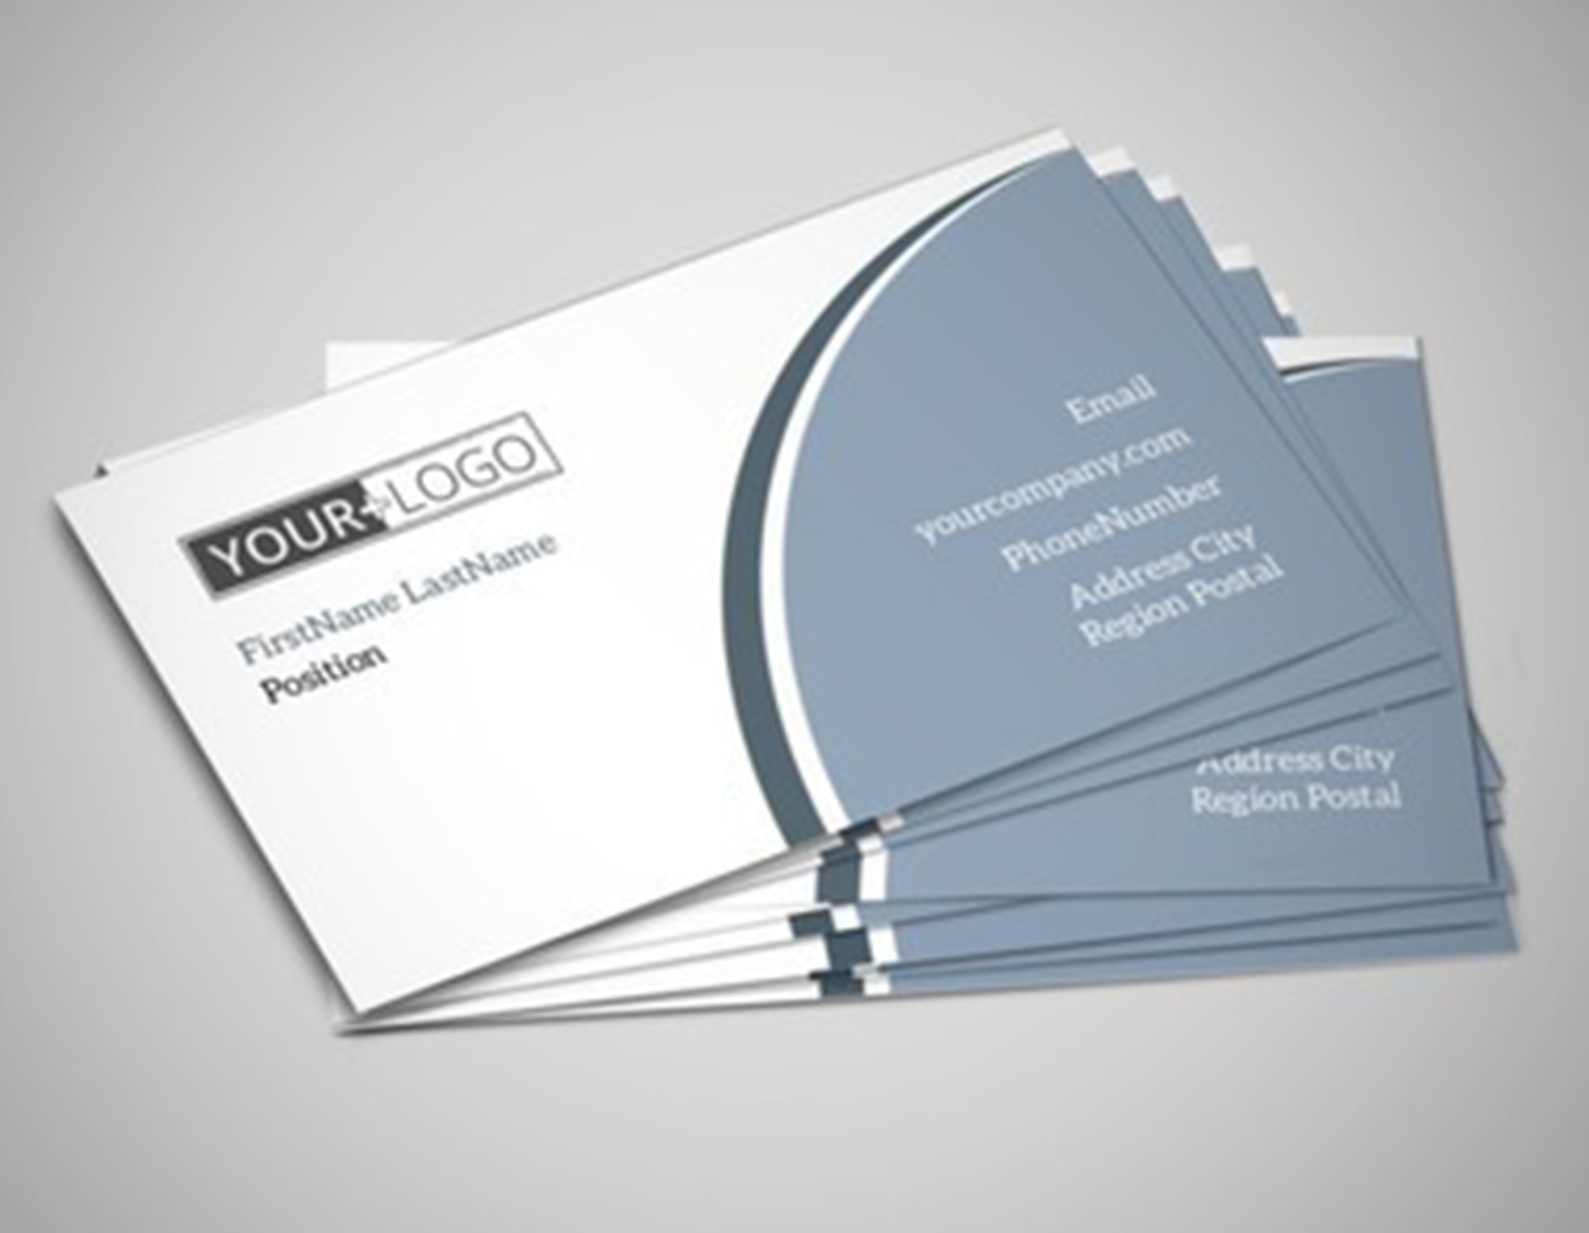 YOUR LOGO
FirstName LastName
Position
Email
yourcompany.com
PhoneNumber
Address City
Region Postal
Address City
Region Postal